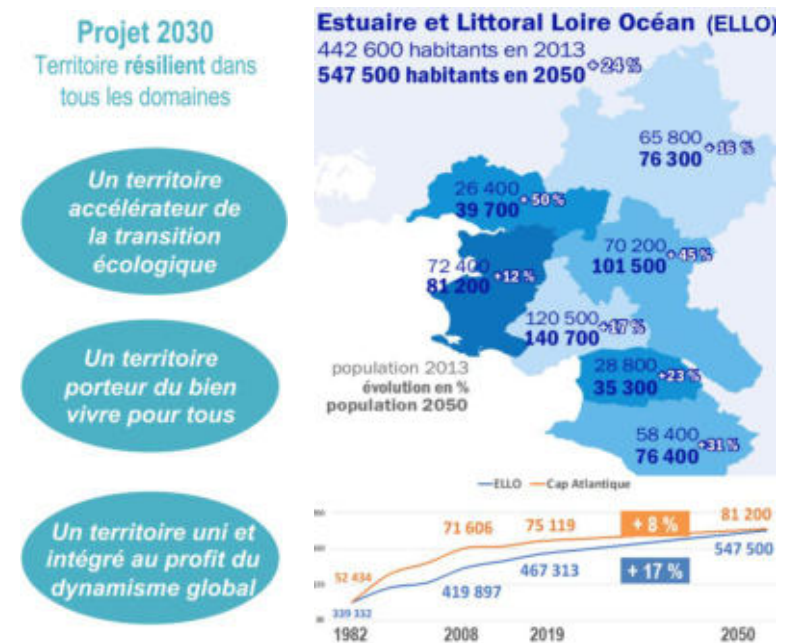 Projet 2030
Territoire résilient dans
tous les domaines
Un territoire
accélérateur de
la transition
écologique
Un territoire
porteur du bien
vivre pour tous
Un territoire uni et
intégré au profit du
dynamisme global
Estuaire et Littoral Loire Océan (ELLO)
442 600 habitants en 2013
547 500 habitants en 2050
+24 %
65 800
76 300
+16 %
26 400
39 700
+50 %
70 200
101 500
+45 %
72 400
81 200
+12 %
120 500
140 700
+17 %
28 800
35 300
+23 %
58 400
76 400
+31 %
population 2013
évolution en %
population 2050
ELLO
Cap Atlantique
52 434
71 606
75 119
+ 8 %
81 200
339 132
419 897
467 313
+ 17 %
547 500
1982
2008
2019
2050